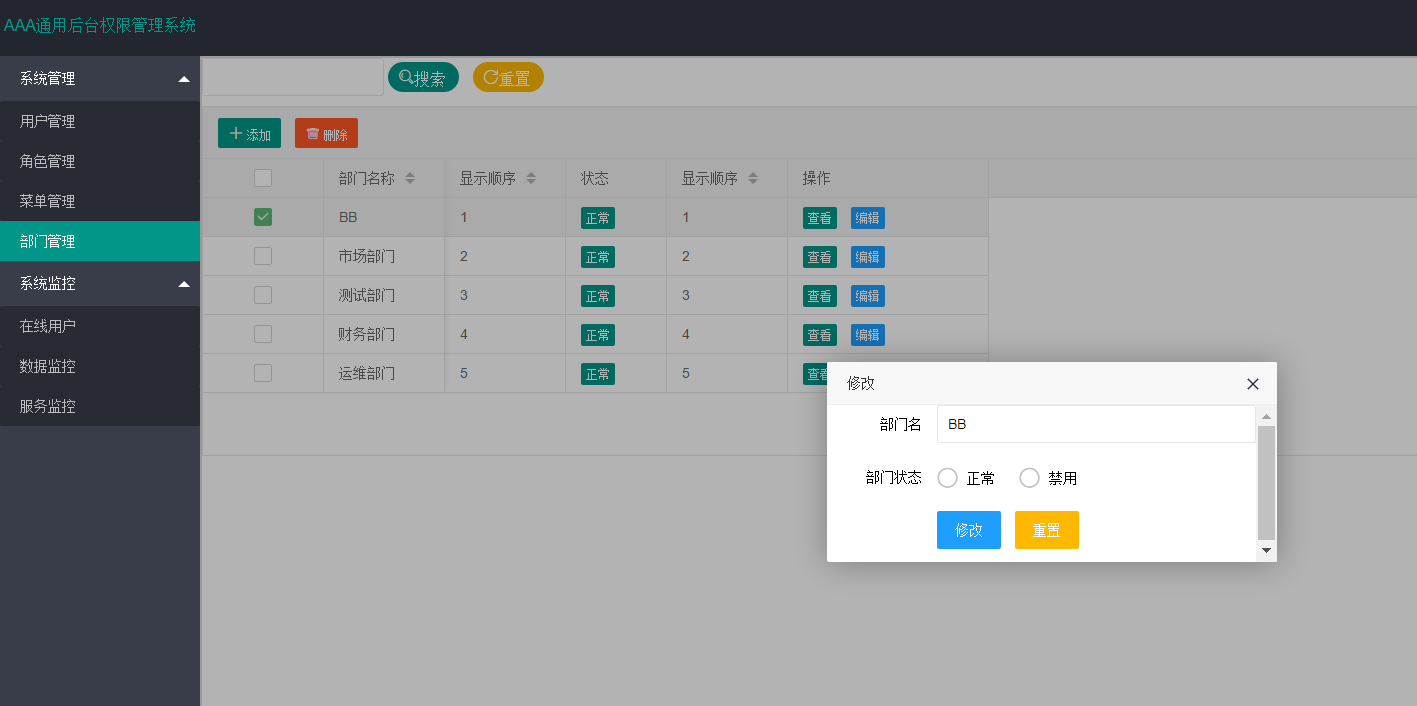 AAA通用后台权限管理系统
系统管理
用户管理
角色管理
菜单管理
部门管理
系统监控
在线用户
数据监控
服务监控
搜索 重置
添加 删除
部门名称 显示顺序 状态 显示顺序 操作
BB 1 正常 1 查看 编辑
市场部门 2 正常 2 查看 编辑
测试部门 3 正常 3 查看 编辑
财务部门 4 正常 4 查看 编辑
运维部门 5 正常 5 查看
修改
部门名 BB
部门状态 正常 禁用
修改 重置